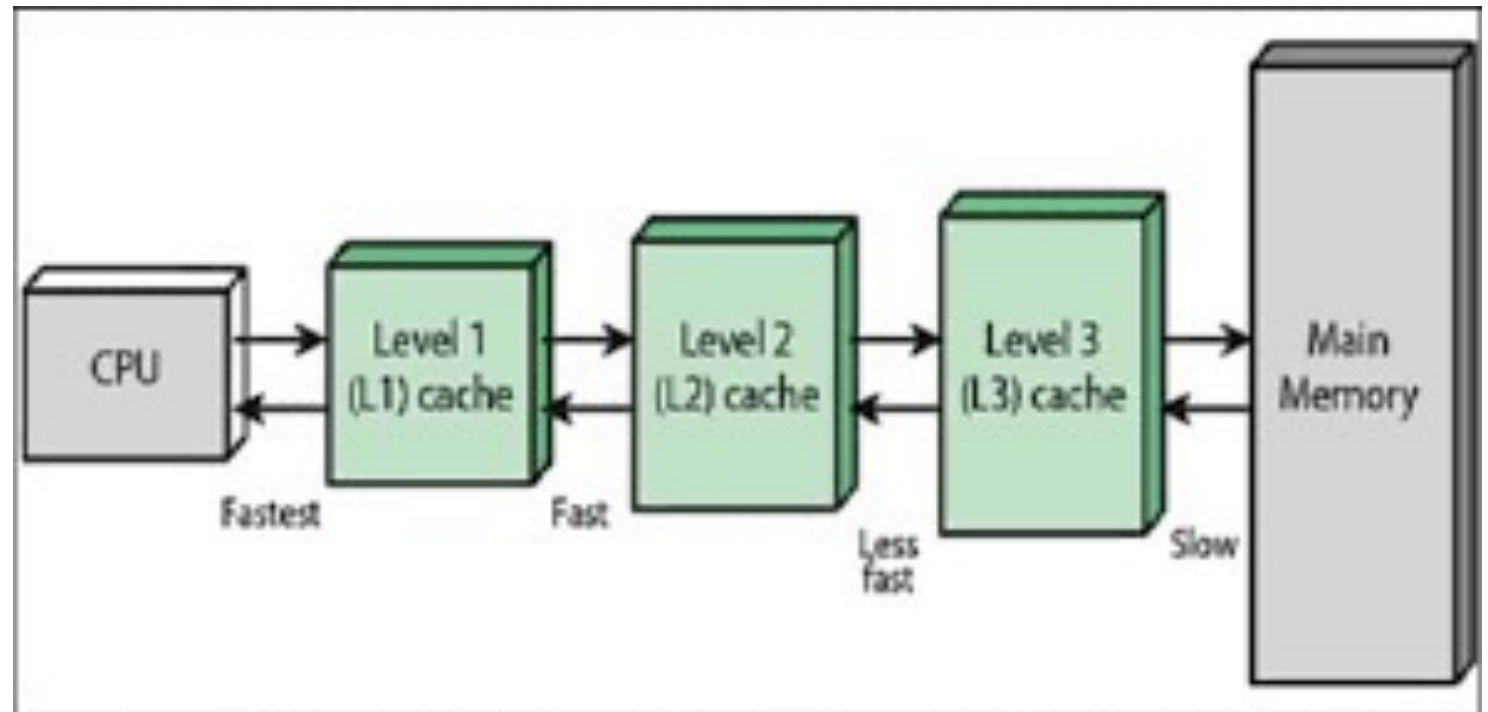 CPU
Level 1
(L1) cache
Level 2
(L2) cache
Level 3
(L3) cache
Main
Memory
Fastest
Fast
Less
fast
Slow